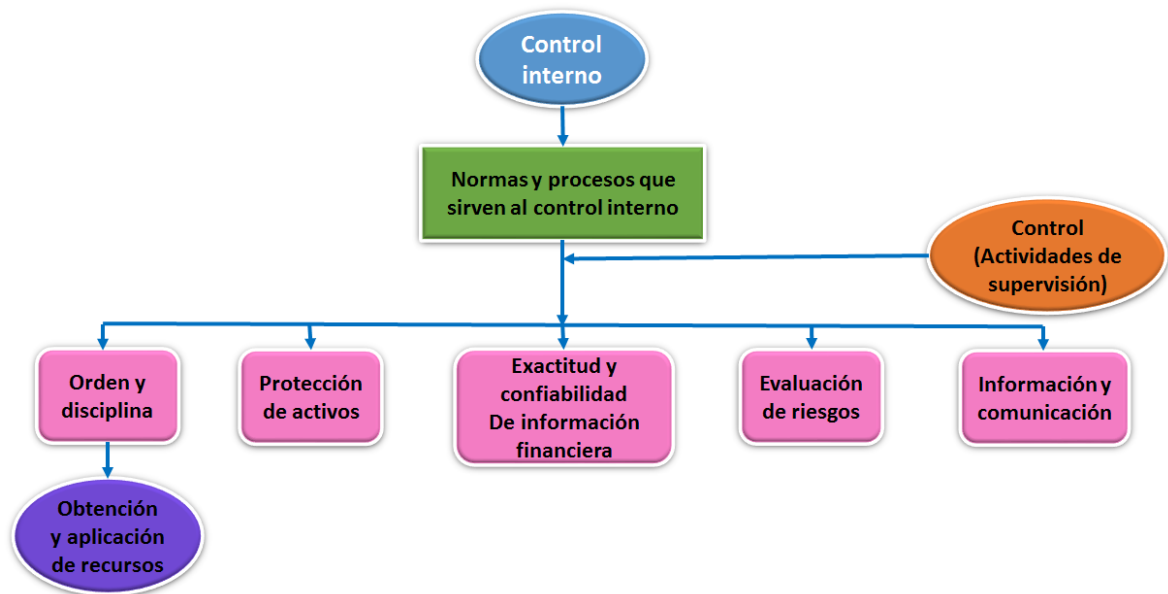 Control
interno
Normas y procesos que
sirven al control interno
Control
(Actividades de
supervisión)
Orden y
disciplina
Protección
de activos
Exactitud y
confiabilidad
De información
financiera
Evaluación
de riesgos
Información y
comunicación
Obtención
y aplicación
de recursos